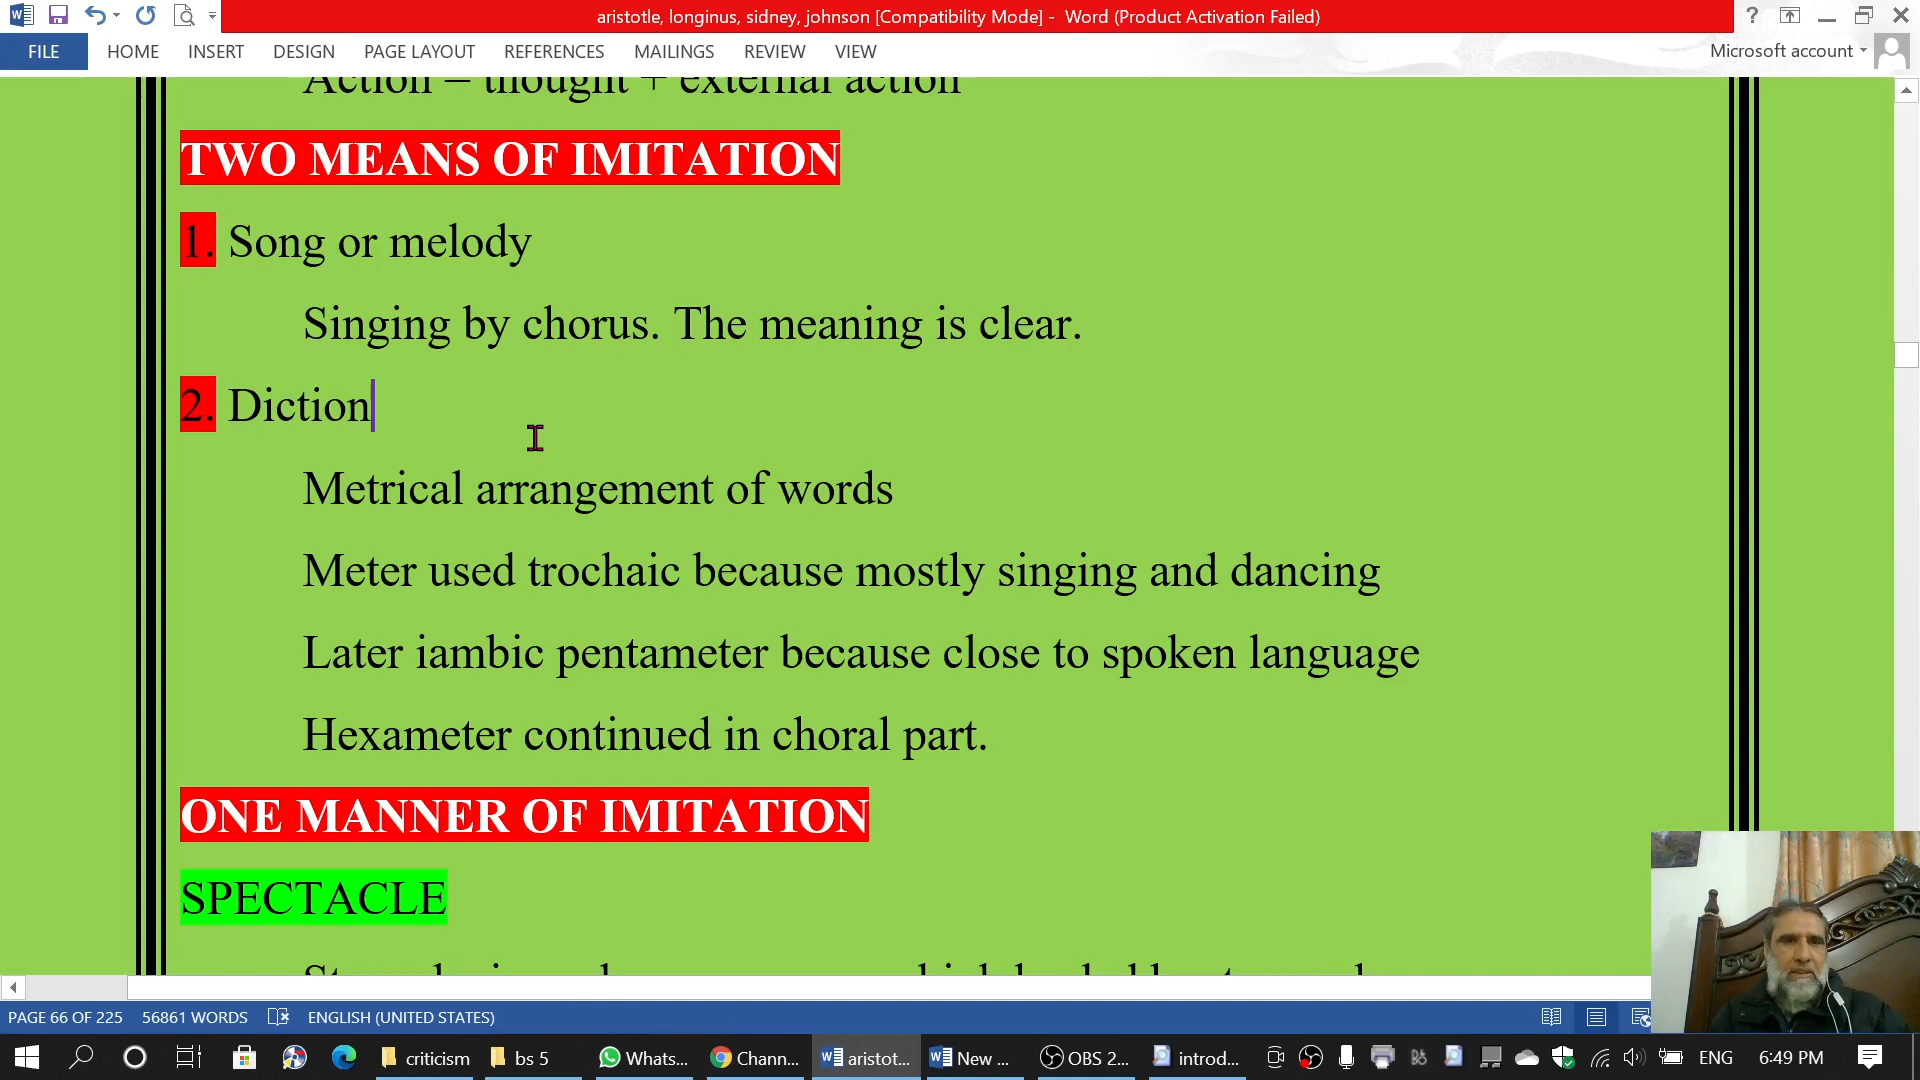 aristotle, longinus, sidney, johnson [Compatibility Mode] - Word (Product Activation Failed)
FILE HOME INSERT DESIGN PAGE LAYOUT REFERENCES MAILINGS REVIEW VIEW Microsoft account
Action = thought + external action
TWO MEANS OF IMITATION
1. Song or melody
Singing by chorus. The meaning is clear.
2. Diction
Metrical arrangement of words
Meter used trochaic because mostly singing and dancing
Later iambic pentameter because close to spoken language
Hexameter continued in choral part.
ONE MANNER OF IMITATION
SPECTACLE
PAGE 66 OF 225 56861 WORDS ENGLISH (UNITED STATES)
criticism bs 5 Whats... Chann... aristot... New ... OBS 2... introd... ENG 6:49 PM